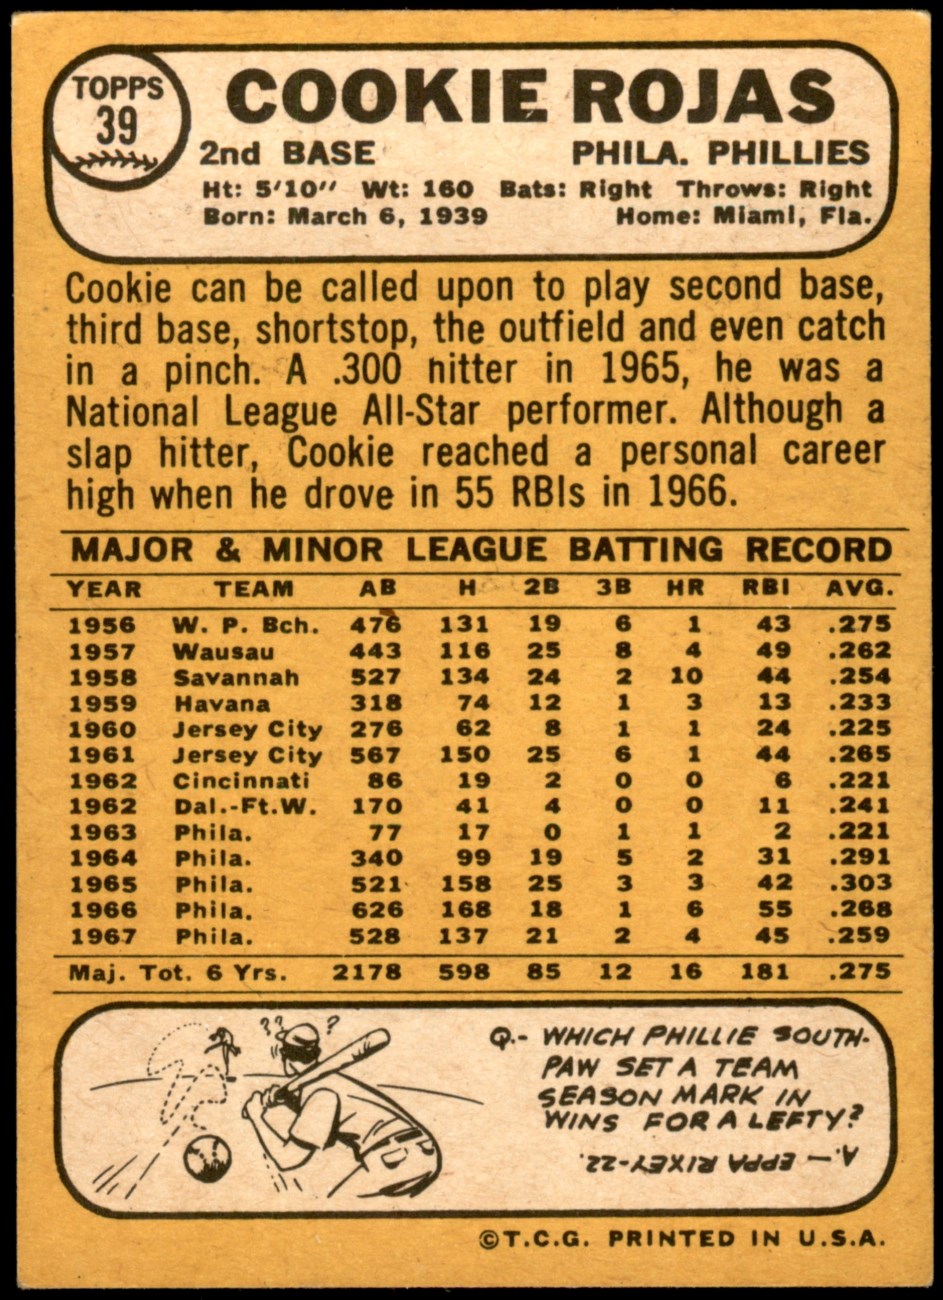 TOPPS
39
COOKIE ROJAS
2nd BASE PHILA. PHILLIES
Ht: 5'10" Wt: 160 Bats: Right Throws: Right
Born: March 6, 1939 Home: Miami, Fla.
Cookie can be called upon to play second base,
third base, shortstop, the outfield and even catch
in a pinch. A .300 hitter in 1965, he was a
National League All-Star performer. Although a
slap hitter, Cookie reached a personal career
high when he drove in 55 RBIs in 1966.
MAJOR & MINOR LEAGUE BATTING RECORD
YEAR TEAM AB H 2B 3B HR RBI AVG.
1956 W. P. Bch. 476 131 19 6 1 43 .275
1957 Wausau 443 116 25 8 4 49 .262
1958 Savannah 527 134 24 2 10 44 .254
1959 Havana 318 74 12 1 3 13 .233
1960 Jersey City 276 62 8 1 1 24 .225
1961 Jersey City 567 150 25 6 1 44 .265
1962 Cincinnati 86 19 2 0 0 6 .221
1962 Dal.-Ft.W. 170 41 4 0 0 11 .241
1963 Phila. 77 17 0 1 1 2 .221
1964 Phila. 340 99 19 5 2 31 .291
1965 Phila. 521 158 25 3 3 42 .303
1966 Phila. 626 168 18 1 6 55 .268
1967 Phila. 528 137 21 2 4 45 .259
Maj. Tot. 6 Yrs. 2178 598 85 12 16 181 .275
?? ?
Q.- WHICH PHILLIE SOUTH-
PAW SET A TEAM
SEASON MARK IN
WINS FOR A LEFTY?
A.— EPPA RIXEY-22.
©T.C.G. PRINTED IN U.S.A.